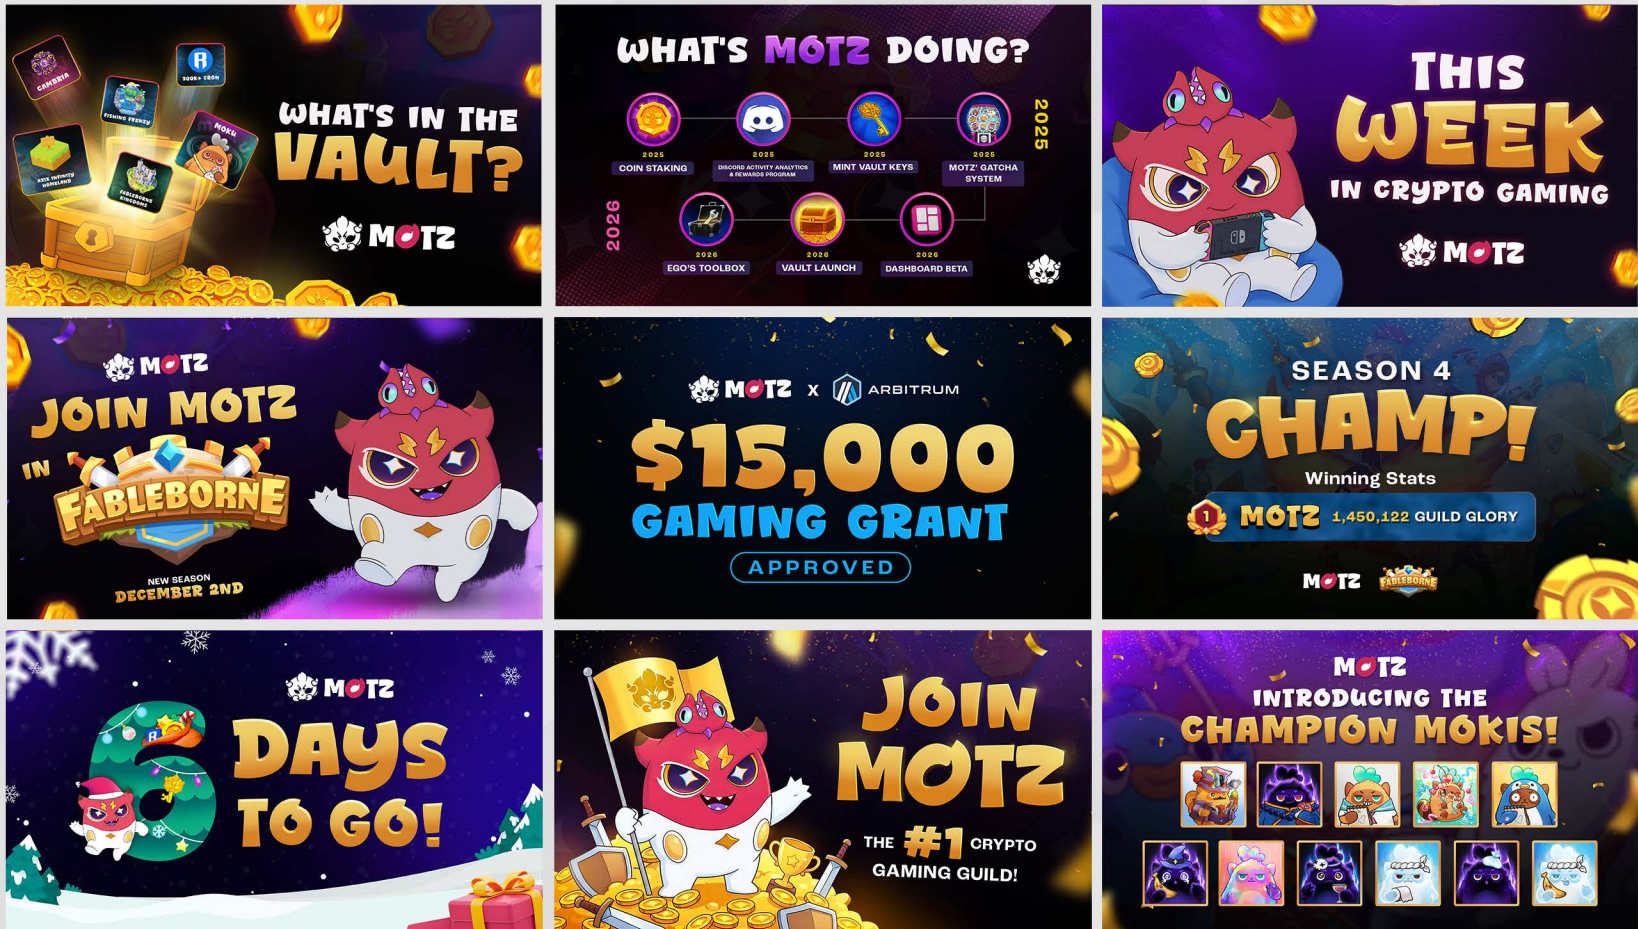 CAMBRIA
FISHING FRENZY
500K+ $RON
AXIE INFINITY
HOMELAND
FABLEBORNE
KINGDOMS
MOKU
WHAT'S IN THE
VAULT?
MOTZ
WHAT'S MOTZ DOING?
2025
2025
COIN STAKING
2025
DISCORD ACTIVITY ANALYTICS
& REWARDS PROGRAM
2025
MINT VAULT KEYS
2025
MOTZ' GATCHA
SYSTEM
2026
2026
EGO'S TOOLBOX
2026
VAULT LAUNCH
2026
DASHBOARD BETA
THIS
WEEK
IN CRYPTO GAMING
MOTZ
MOTZ
JOIN MOTZ
IN
FABLEBORNE
NEW SEASON
DECEMBER 2ND
MOTZ X ARBITRUM
$15,000
GAMING GRANT
APPROVED
SEASON 4
CHAMP!
Winning Stats
1 MOTZ 1,450,122 GUILD GLORY
MOTZ FABLEBORNE
MOTZ
6 DAYS
TO GO!
JOIN
MOTZ
THE #1 CRYPTO
GAMING GUILD!
MOTZ
INTRODUCING THE
CHAMPION MOKIS!